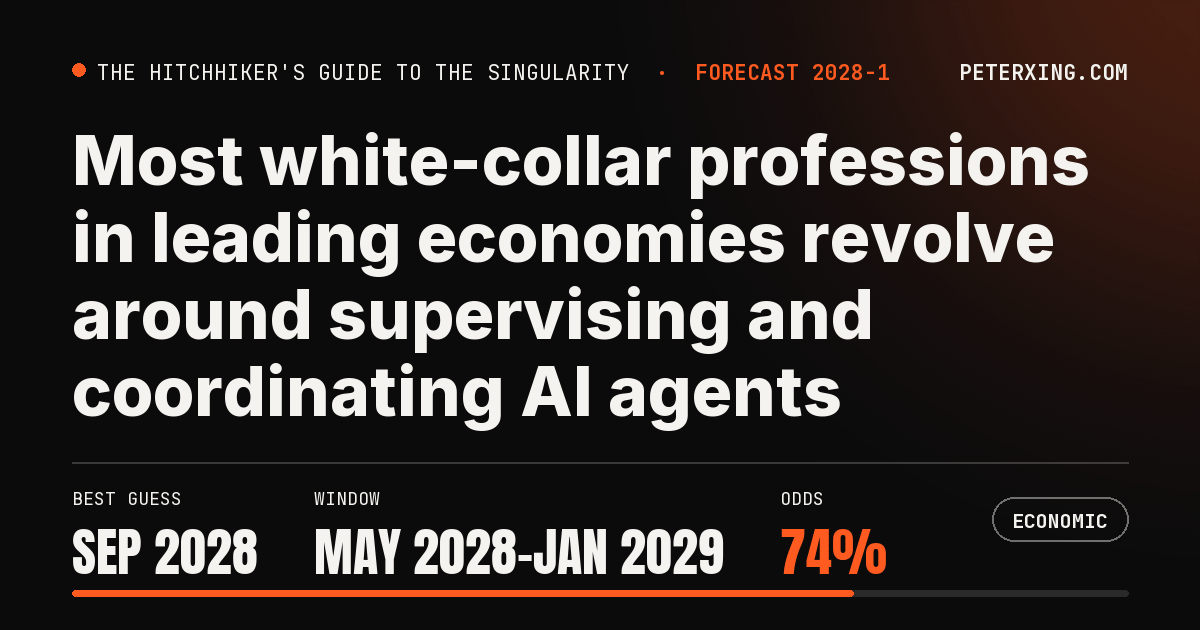 THE HITCHHIKER'S GUIDE TO THE SINGULARITY · FORECAST 2028-1 PETERXING.COM
Most white-collar professions
in leading economies revolve
around supervising and
coordinating AI agents
BEST GUESS WINDOW ODDS
SEP 2028 MAY 2028-JAN 2029 74% ECONOMIC